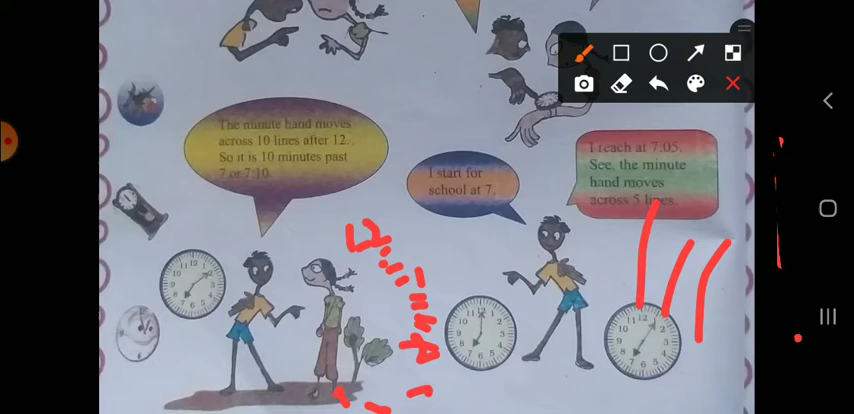 The minute hand moves
across 10 lines after 12.
So it is 10 minutes past
7 or 7:10.
I start for
school at 7.
I reach at 7.05.
See, the minute
hand moves
across 5 lines.